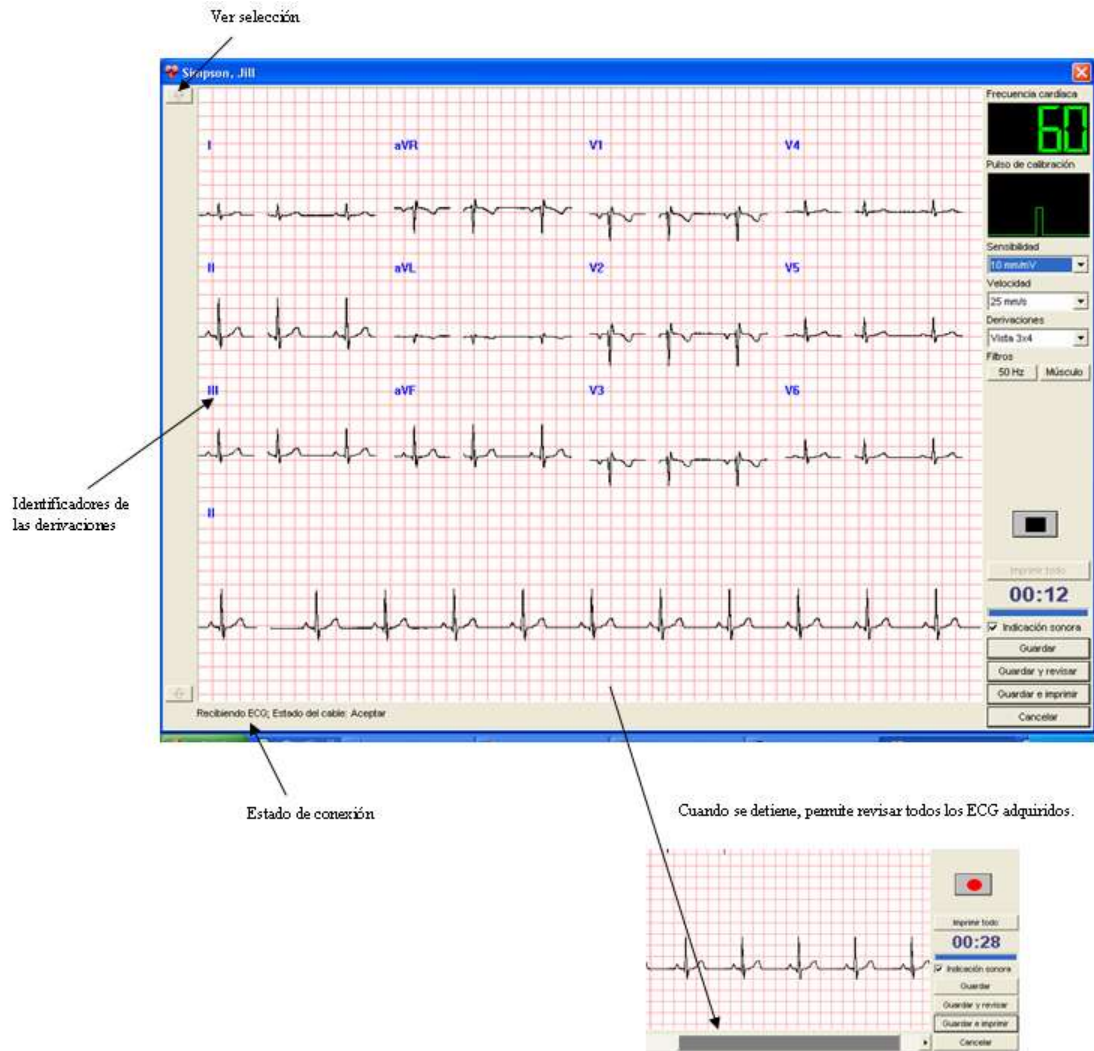 Ver selección
Simpson, Jill
Frecuencia cardíaca
60
I aVR V1 V4
Pulso de calibración
Sensibilidad
10 mm/mV
II aVL V2 V5
Velocidad
25 mm/s
Derivaciones
Vista 3x4
Filtros
50 Hz Músculo
III aVF V3 V6
Identificadores de
las derivaciones
II
Imprimir todo
00:12
Indicación sonora
Guardar
Guardar y revisar
Guardar e imprimir
Cancelar
Recibiendo ECG; Estado del cable: Aceptar
Estado de conexión
Cuando se detiene, permite revisar todos los ECG adquiridos.
Imprimir todo
00:28
Indicación sonora
Guardar
Guardar y revisar
Guardar e imprimir
Cancelar